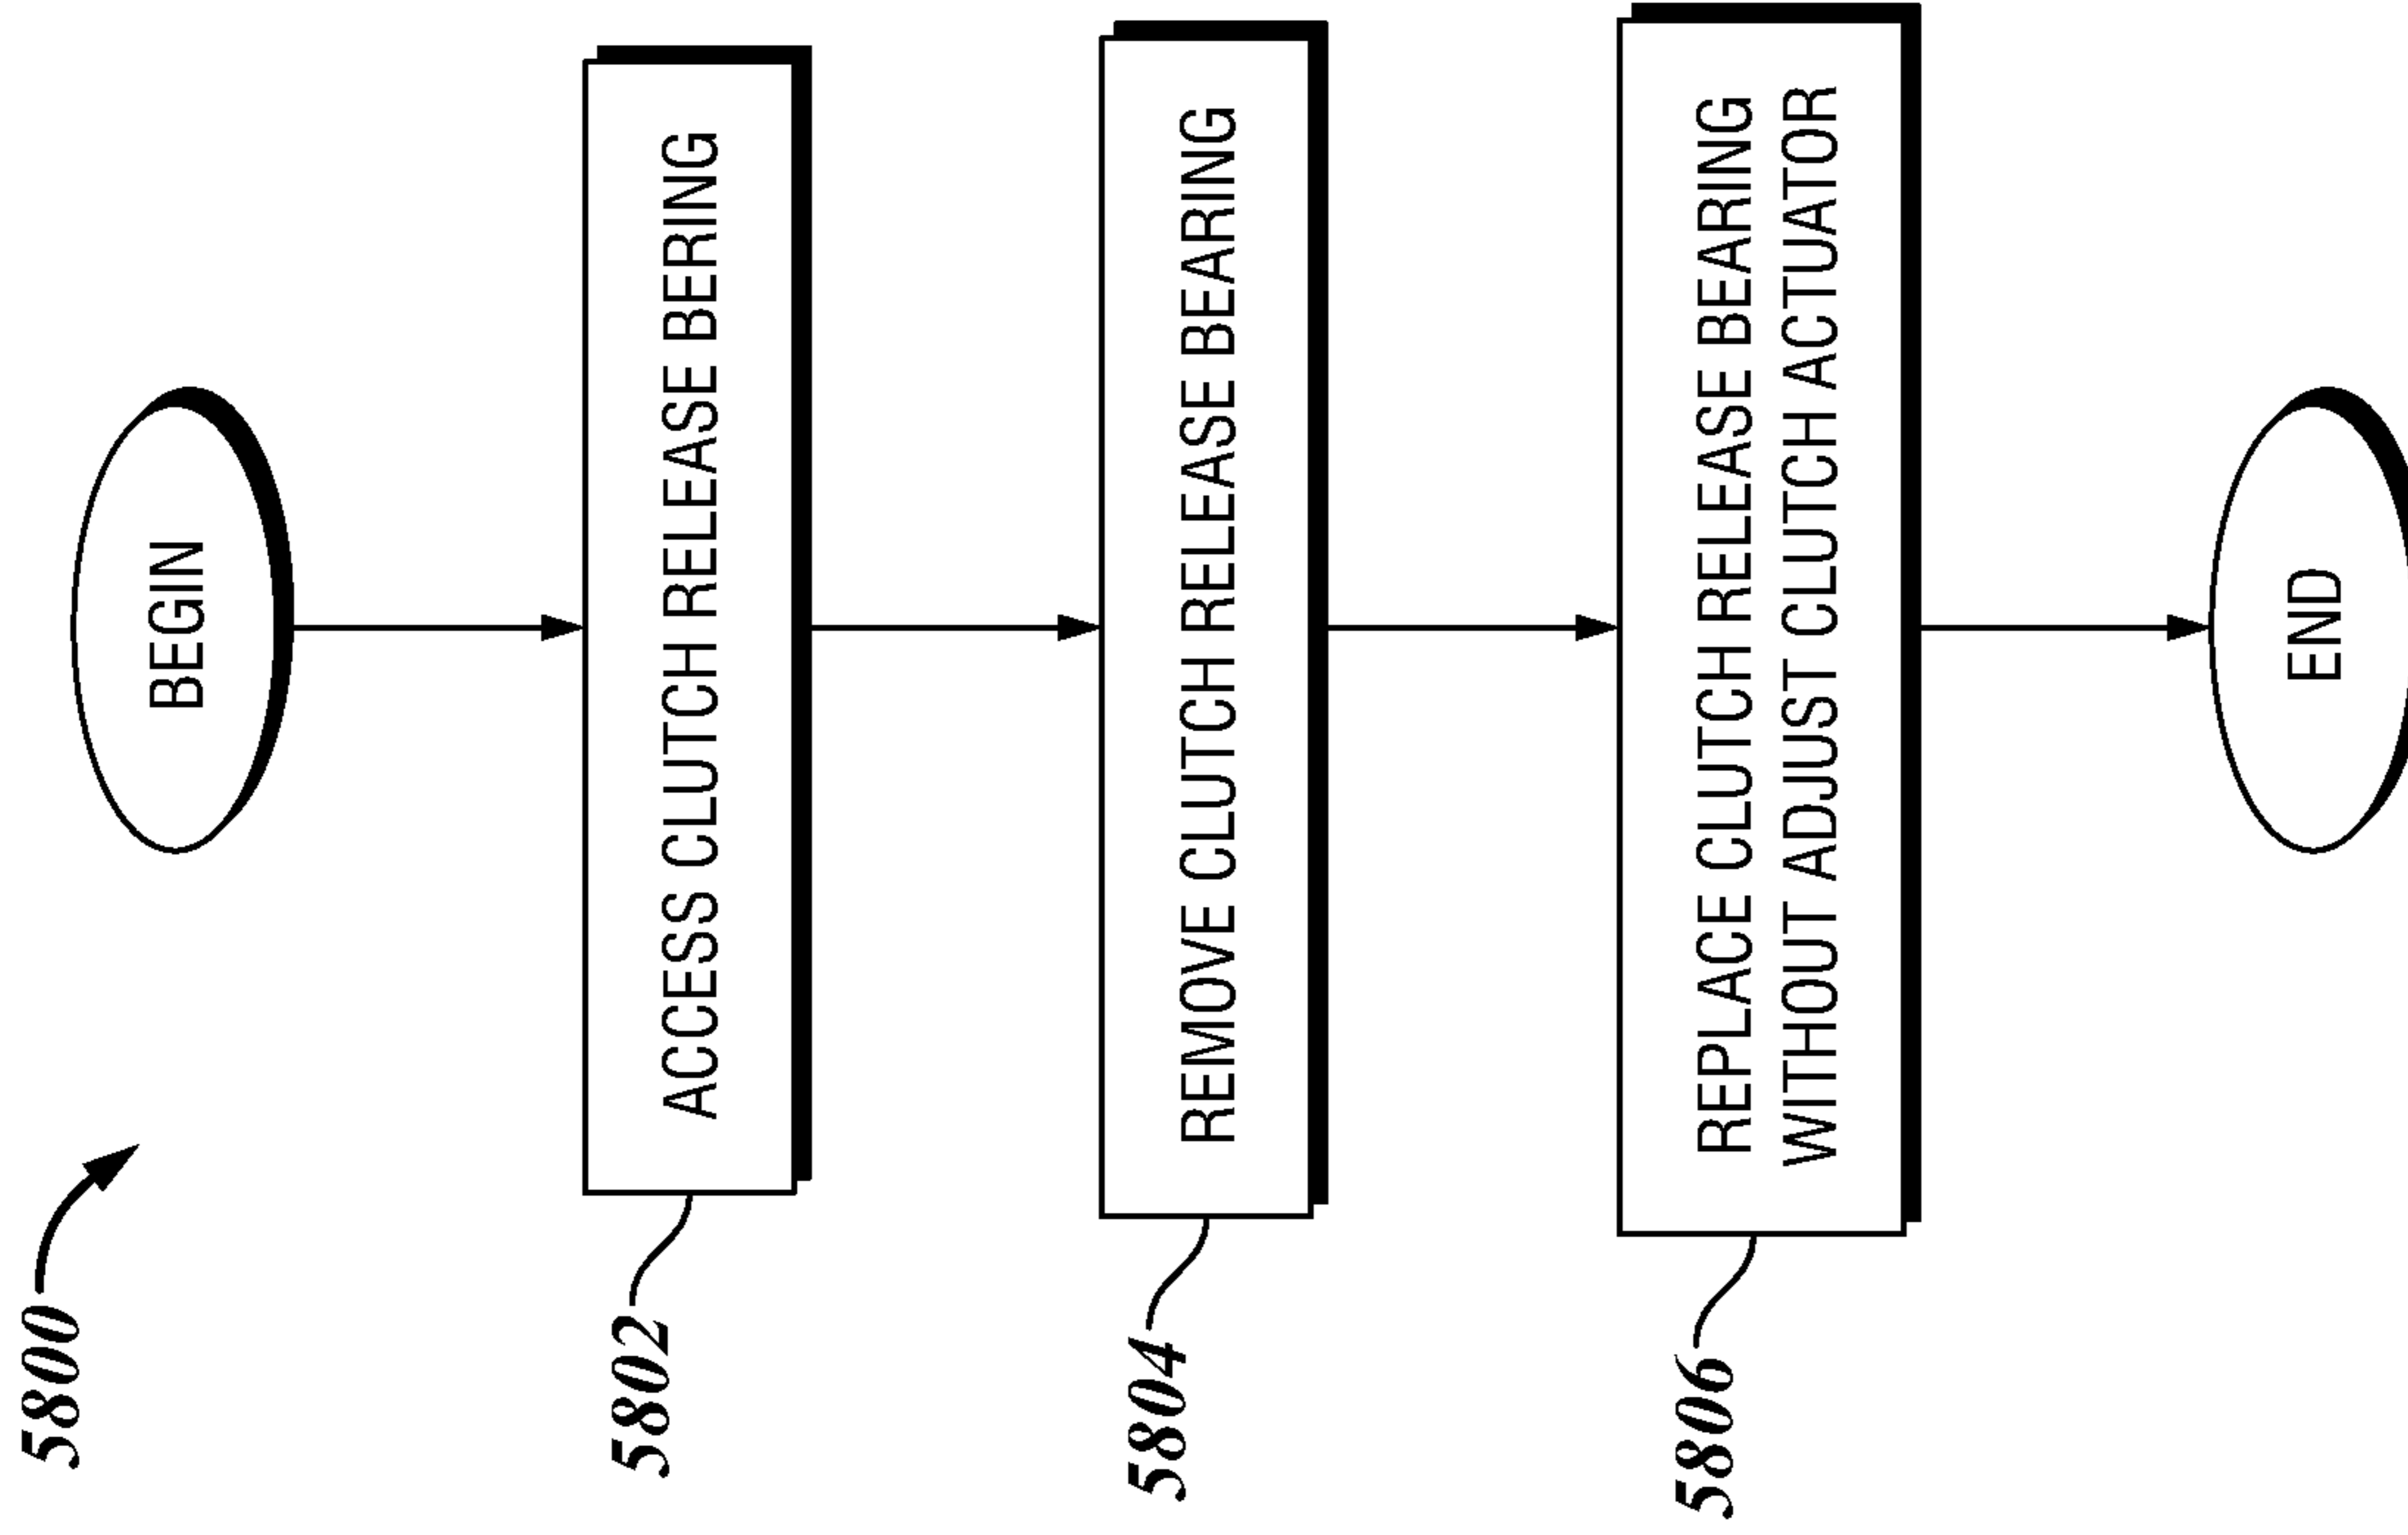 5800
BEGIN
5802
ACCESS CLUTCH RELEASE BERING
5804
REMOVE CLUTCH RELEASE BEARING
5806
REPLACE CLUTCH RELEASE BEARING
WITHOUT ADJUST CLUTCH ACTUATOR
END